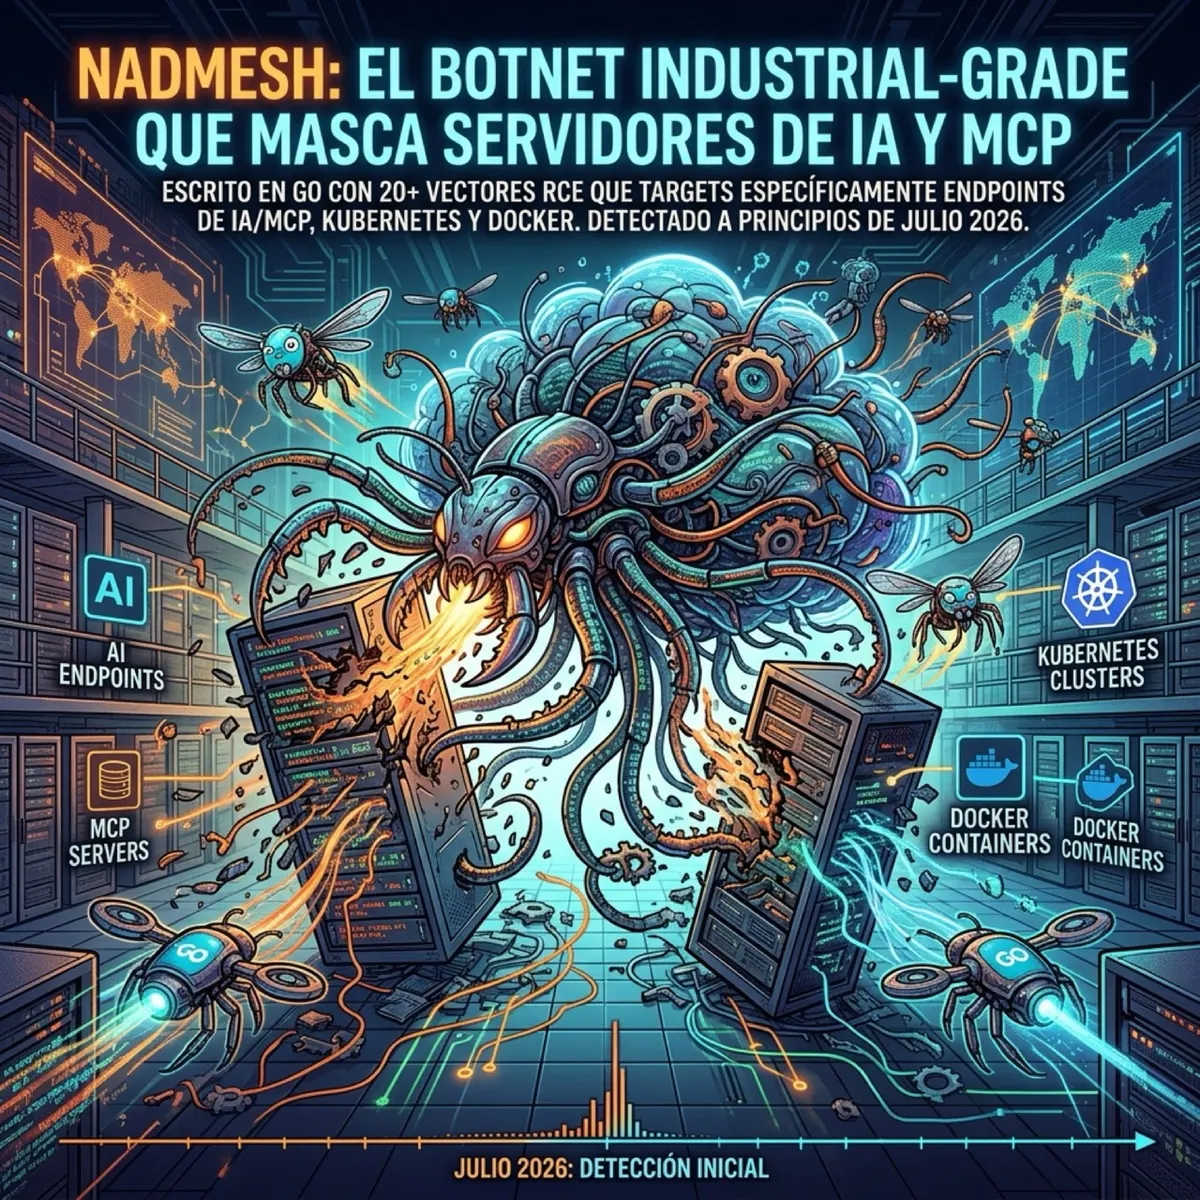 NADMESH: EL BOTNET INDUSTRIAL-GRADE
QUE MASCA SERVIDORES DE IA Y MCP
ESCRITO EN GO CON 20+ VECTORES RCE QUE TARGETS ESPECÍFICAMENTE ENDPOINTS
DE IA/MCP, KUBERNETES Y DOCKER. DETECTADO A PRINCIPIOS DE JULIO 2026.
AI
AI
ENDPOINTS
KUBERNETES
CLUSTERS
MCP
SERVERS
DOCKER
CONTAINERS
DOCKER
CONTAINERS
GO
GO
JULIO 2026: DETECCIÓN INICIAL